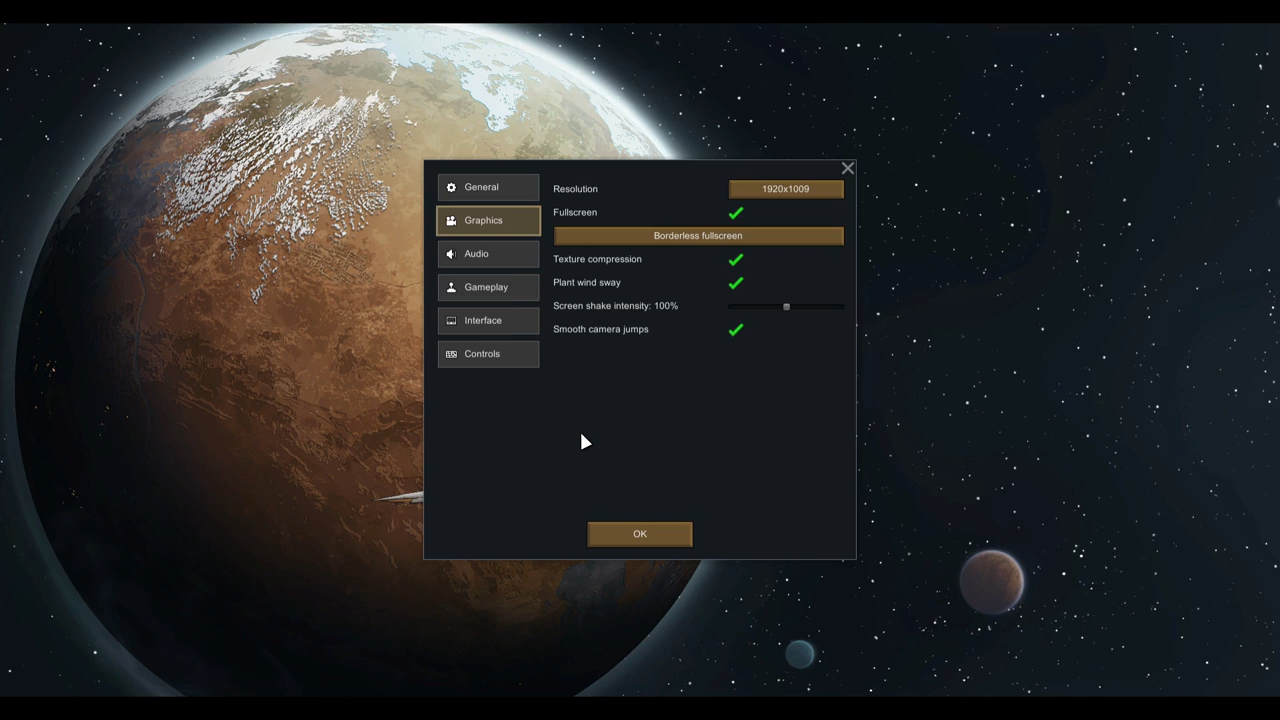 General
Graphics
Audio
Gameplay
Interface
Controls
Resolution
1920x1009
Fullscreen
Borderless fullscreen
Texture compression
Plant wind sway
Screen shake intensity: 100%
Smooth camera jumps
OK